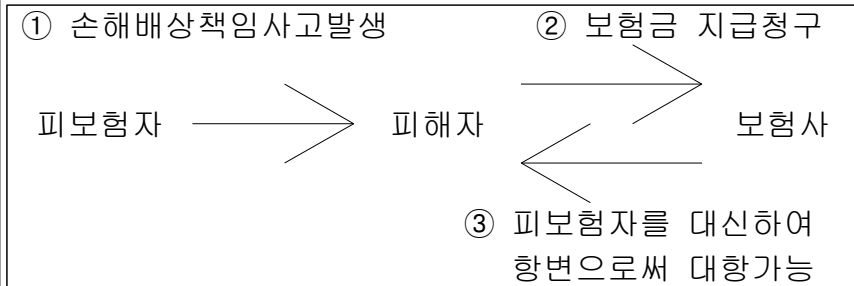 ① 손해배상책임사고발생 ② 보험금 지급청구
피보험자 피해자 보험사
③ 피보험자를 대신하여
항변으로써 대항가능